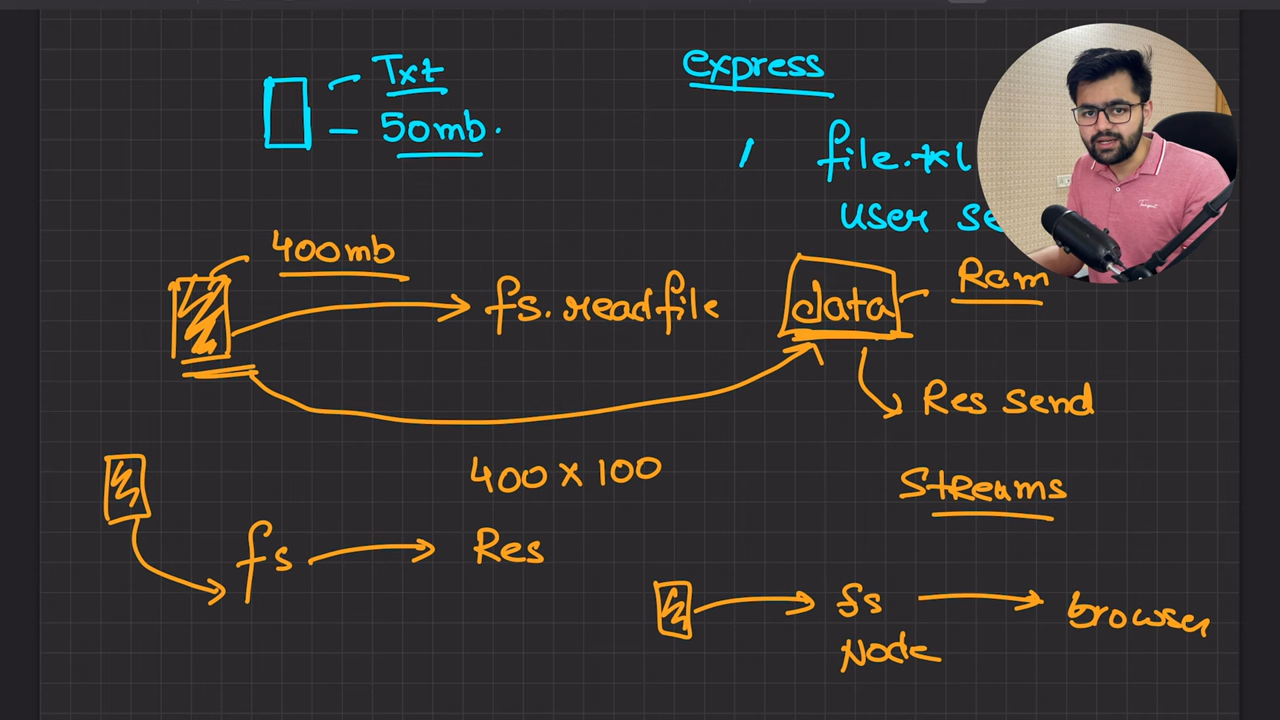 Txt
50mb.
express
/ file.txt
user se
400mb
fs.readfile
data
Ram
Res send
400 x 100
Streams
fs
Res
fs
browser
Node